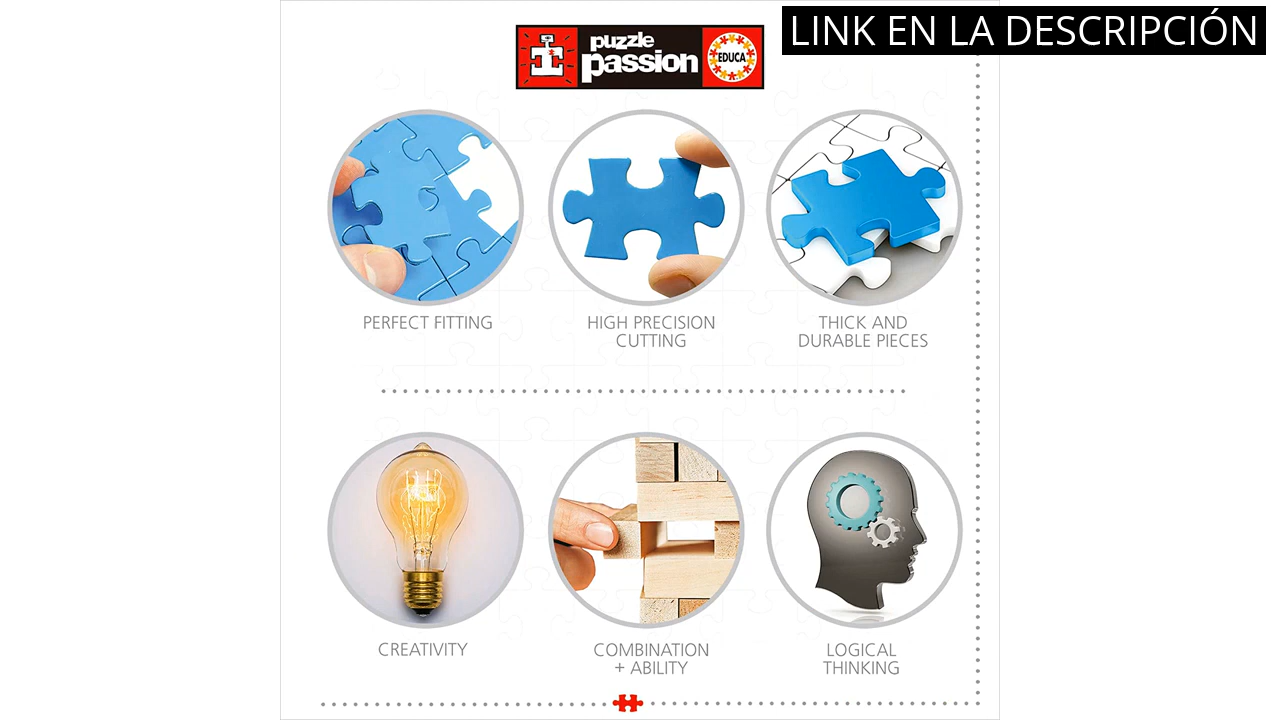 LINK EN LA DESCRIPCIÓN
puzzle
passion
EDUCA
PERFECT FITTING
HIGH PRECISION
CUTTING
THICK AND
DURABLE PIECES
CREATIVITY
COMBINATION
+ ABILITY
LOGICAL
THINKING